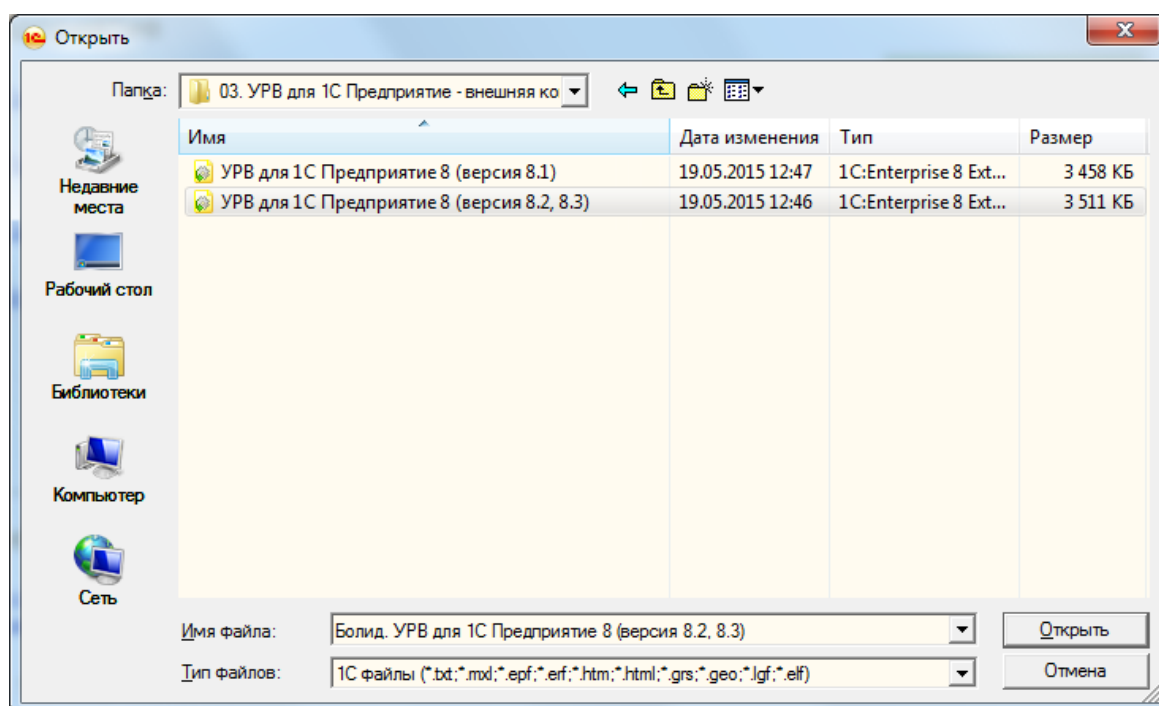 Открыть
Папка: 03. УРВ для 1С Предприятие - внешняя ко
Имя Дата изменения Тип Размер
УРВ для 1С Предприятие 8 (версия 8.1) 19.05.2015 12:47 1C:Enterprise 8 Ext... 3 458 КБ
УРВ для 1С Предприятие 8 (версия 8.2, 8.3) 19.05.2015 12:46 1C:Enterprise 8 Ext... 3 511 КБ
Недавние
места
Рабочий стол
Библиотеки
Компьютер
Сеть
Имя файла: Болид. УРВ для 1С Предприятие 8 (версия 8.2, 8.3) Открыть
Тип файлов: 1С файлы (*.txt;*.mxl;*.epf;*.erf;*.htm;*.html;*.grs;*.geo;*.lgf;*.elf) Отмена